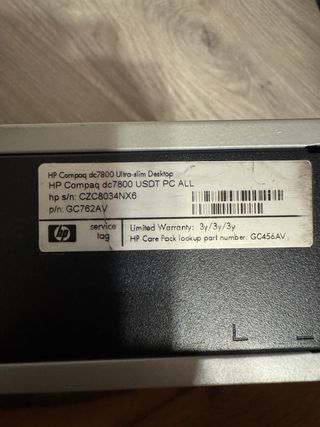 HP Compaq dc7800 Ultra-slim Desktop
HP Compaq dc7800 USDT PC ALL
hp s/n: CZC8034NX6
p/n: GC762AV
hp
service tag
Limited Warranty: 3y/3y/3y
HP Care Pack lookup part number: GC456AV
L